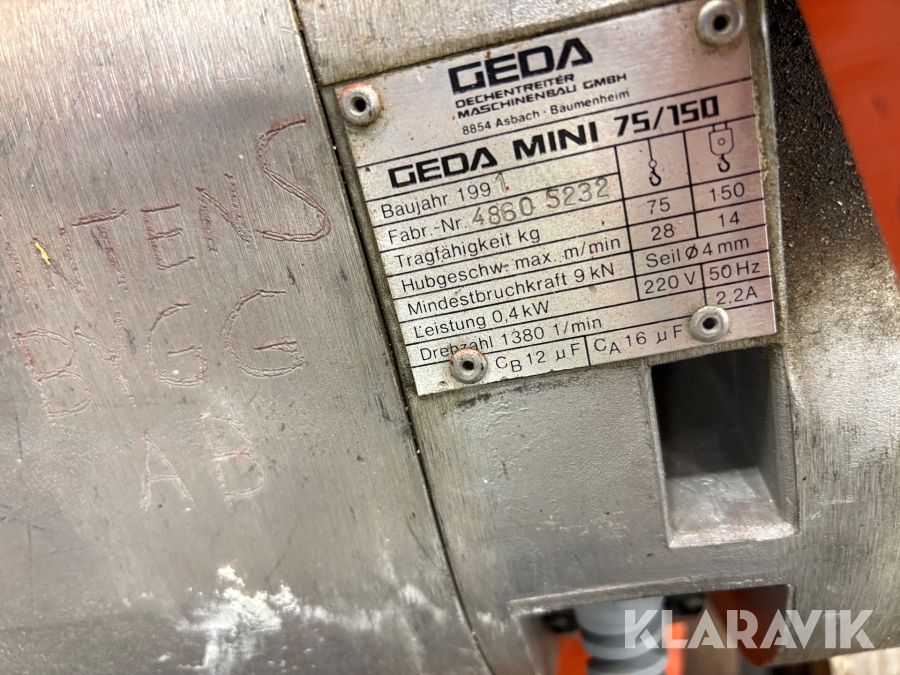 GEDA
DECHENTREITER
MASCHINENBAU GMBH
8854 Asbach - Bäumenheim
GEDA MINI 75/150
Baujahr 1991
Fabr.-Nr. 4860 5232
Tragfähigkeit kg 75 150
Hubgeschw. max. m/min 28 14
Mindestbruchkraft 9 kN Seil Ø 4 mm
Leistung 0,4 kW 220 V 50 Hz
Drehzahl 1380 1/min 2.2A
CB 12 µF CA 16 µF
INTENS
BYGG
AB
KLARAVIK